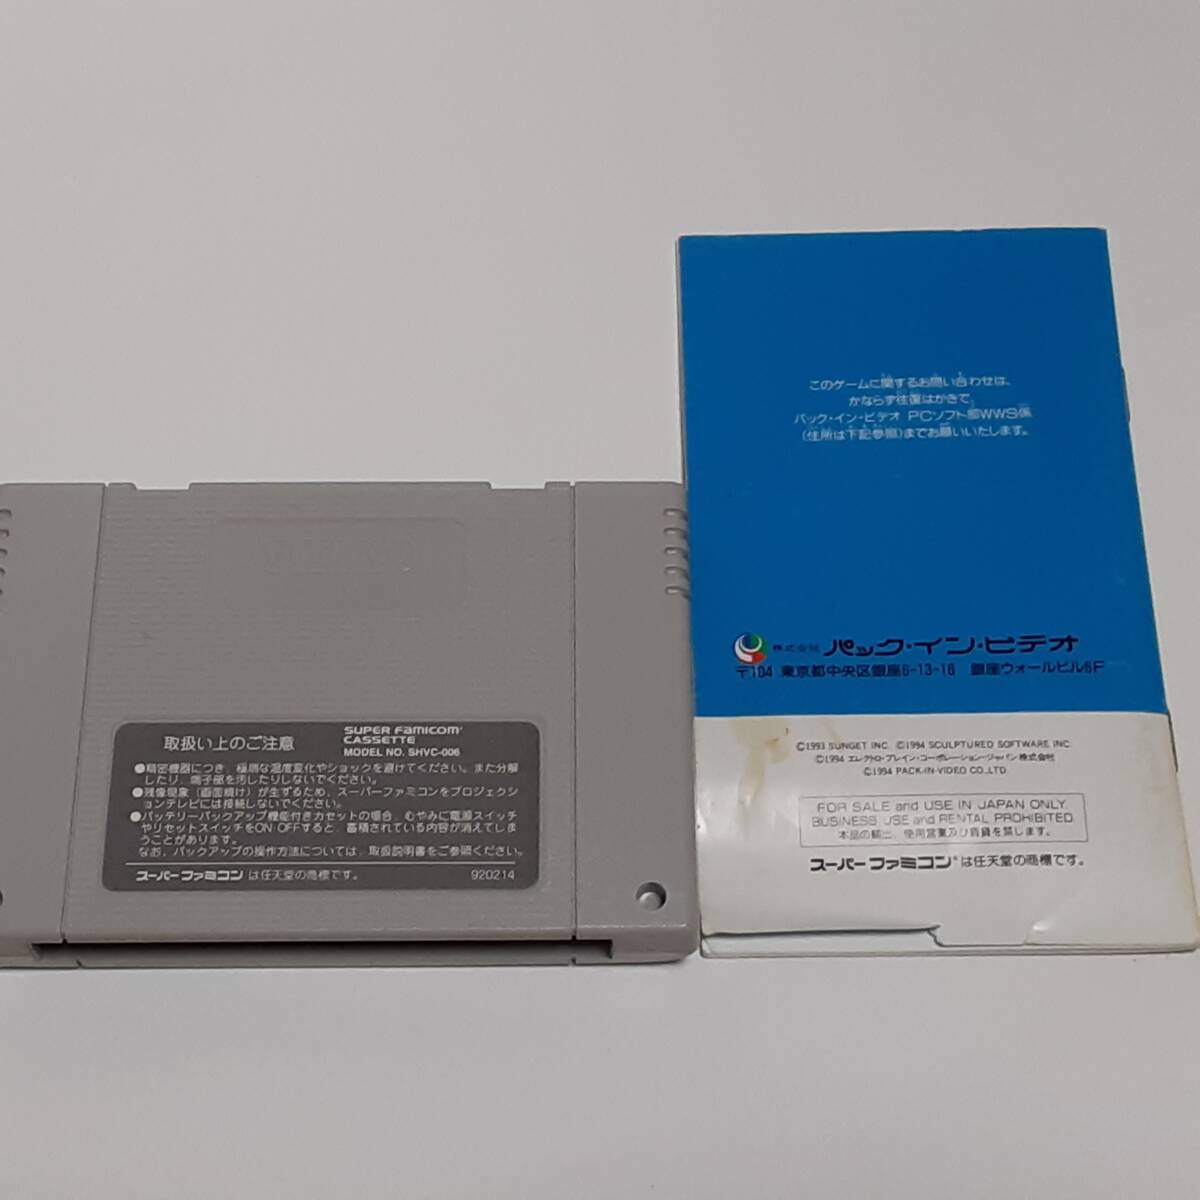 取扱い上のご注意
SUPER Famicom
CASSETTE
MODEL NO. SHVC-006
●精密機器につき、極端な温度変化やショックを避けてください。また分解
したり、端子部を汚したりしないでください。
●残像現象（画面焼け）が生ずるため、スーパーファミコンをプロジェクシ
ョンテレビには接続しないでください。
●バッテリーバックアップ機能付きカセットの場合、むやみに電源スイッチ
やリセットスイッチをON・OFFすると、蓄積されている内容が消えてしま
うことがあります。
なお、バックアップの操作方法については、取扱説明書をご参照ください。
スーパーファミコン は任天堂の商標です。
920214
このゲームに関するお問い合わせは、
かならず往復はがきで、
パック・イン・ビデオ PCソフト部WWS係
(住所は下記参照)までお願いいたします。
株式会社 パック・イン・ビデオ
〒104 東京都中央区銀座6-13-16 銀座ウォールビル6F
©1993 SUNGET INC. ©1994 SCULPTURED SOFTWARE INC.
©1994 エレクトロ・ブレイン・コーポレーション・ジャパン株式会社
©1994 PACK-IN-VIDEO CO.,LTD.
FOR SALE and USE IN JAPAN ONLY.
BUSINESS USE and RENTAL PROHIBITED.
本品の輸出、使用営業及び賃貸を禁じます。
スーパーファミコン®は任天堂の商標です。